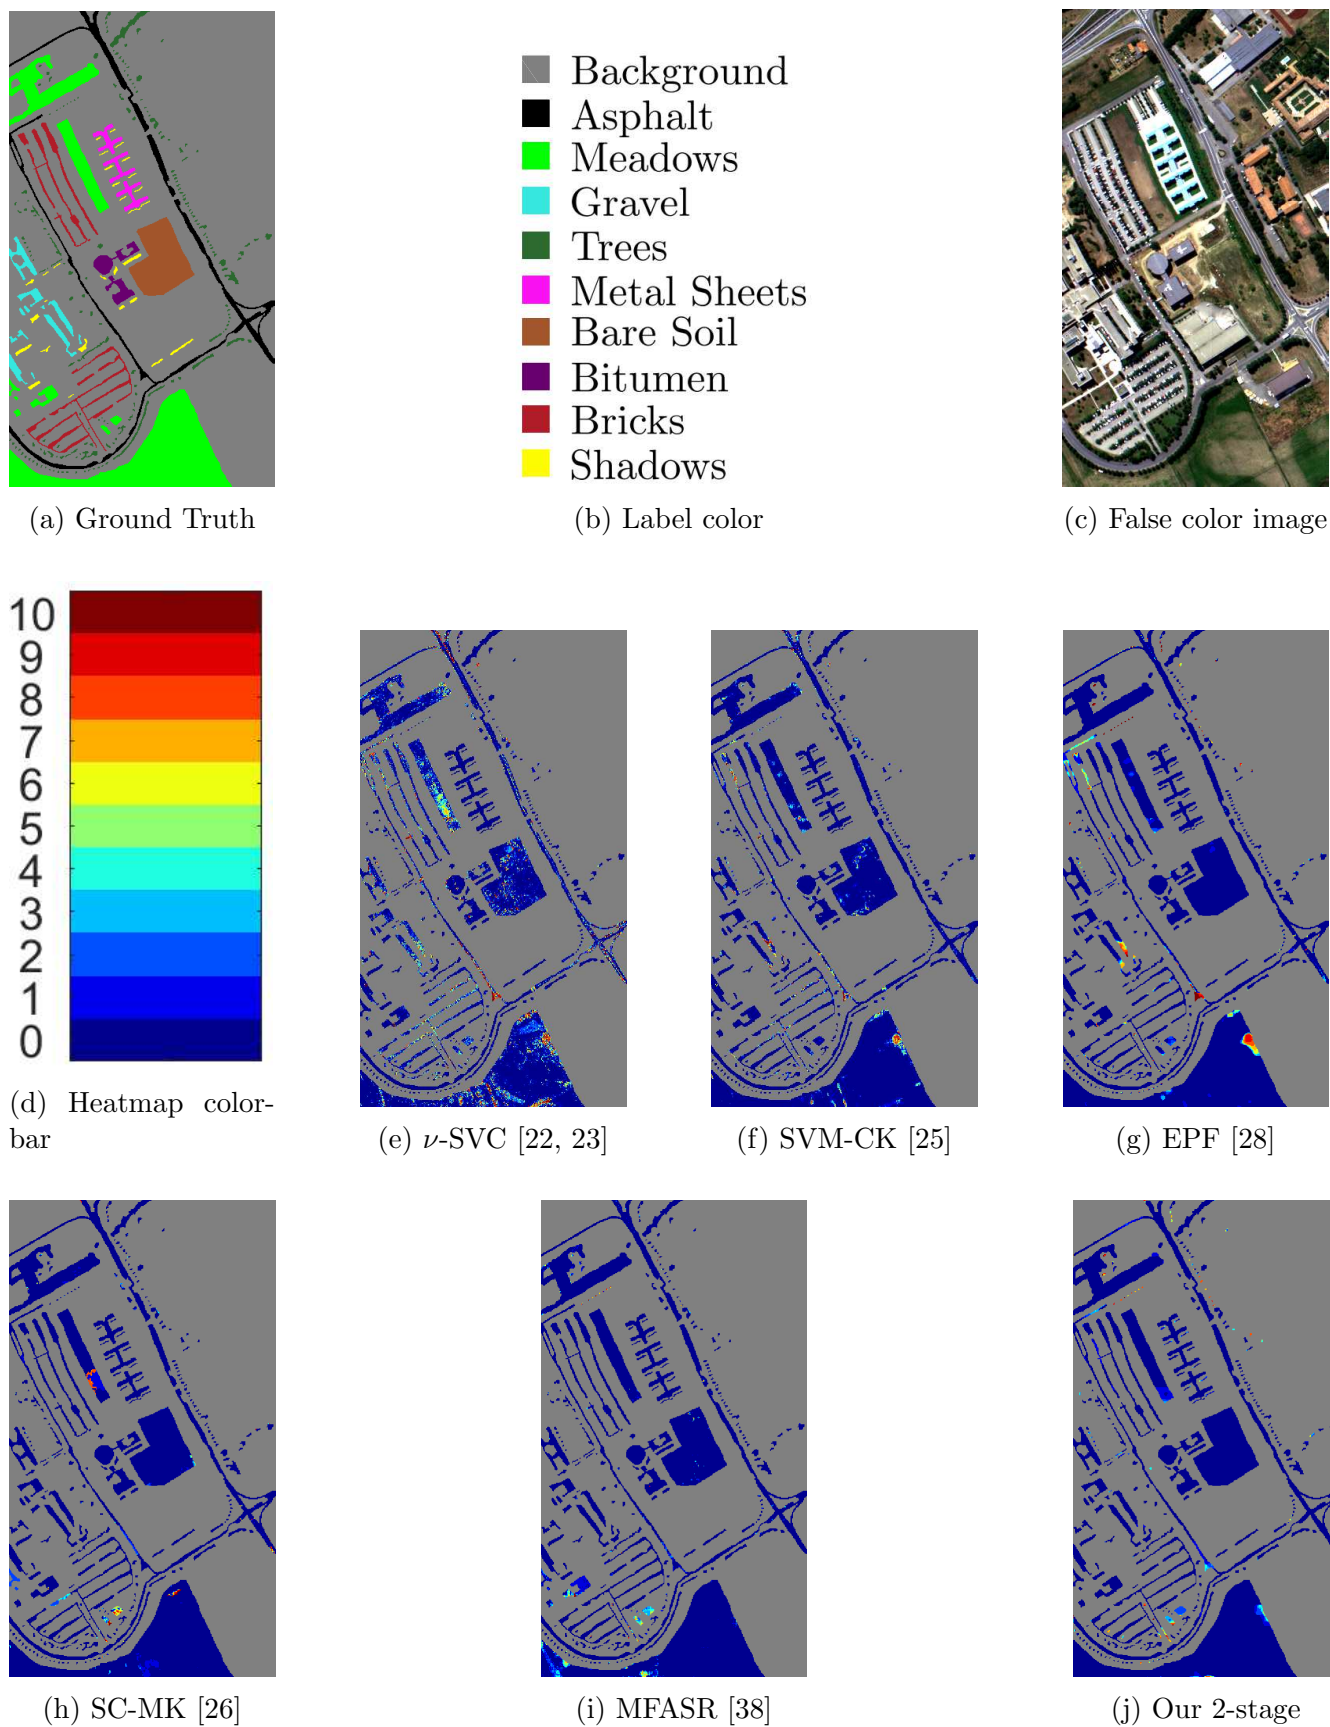 Background
Asphalt
Meadows
Gravel
Trees
Metal Sheets
Bare Soil
Bitumen
Bricks
Shadows
(a) Ground Truth
(b) Label color
(c) False color image
10
9
8
7
6
5
4
3
2
1
0
(d) Heatmap color-
bar
(e) ν-SVC [22, 23]
(f) SVM-CK [25]
(g) EPF [28]
(h) SC-MK [26]
(i) MFASR [38]
(j) Our 2-stage